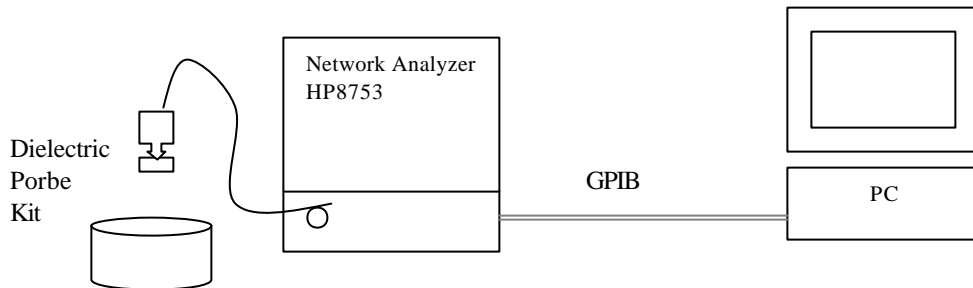 Network Analyzer
HP8753
Dielectric
Porbe
Kit
GPIB
PC